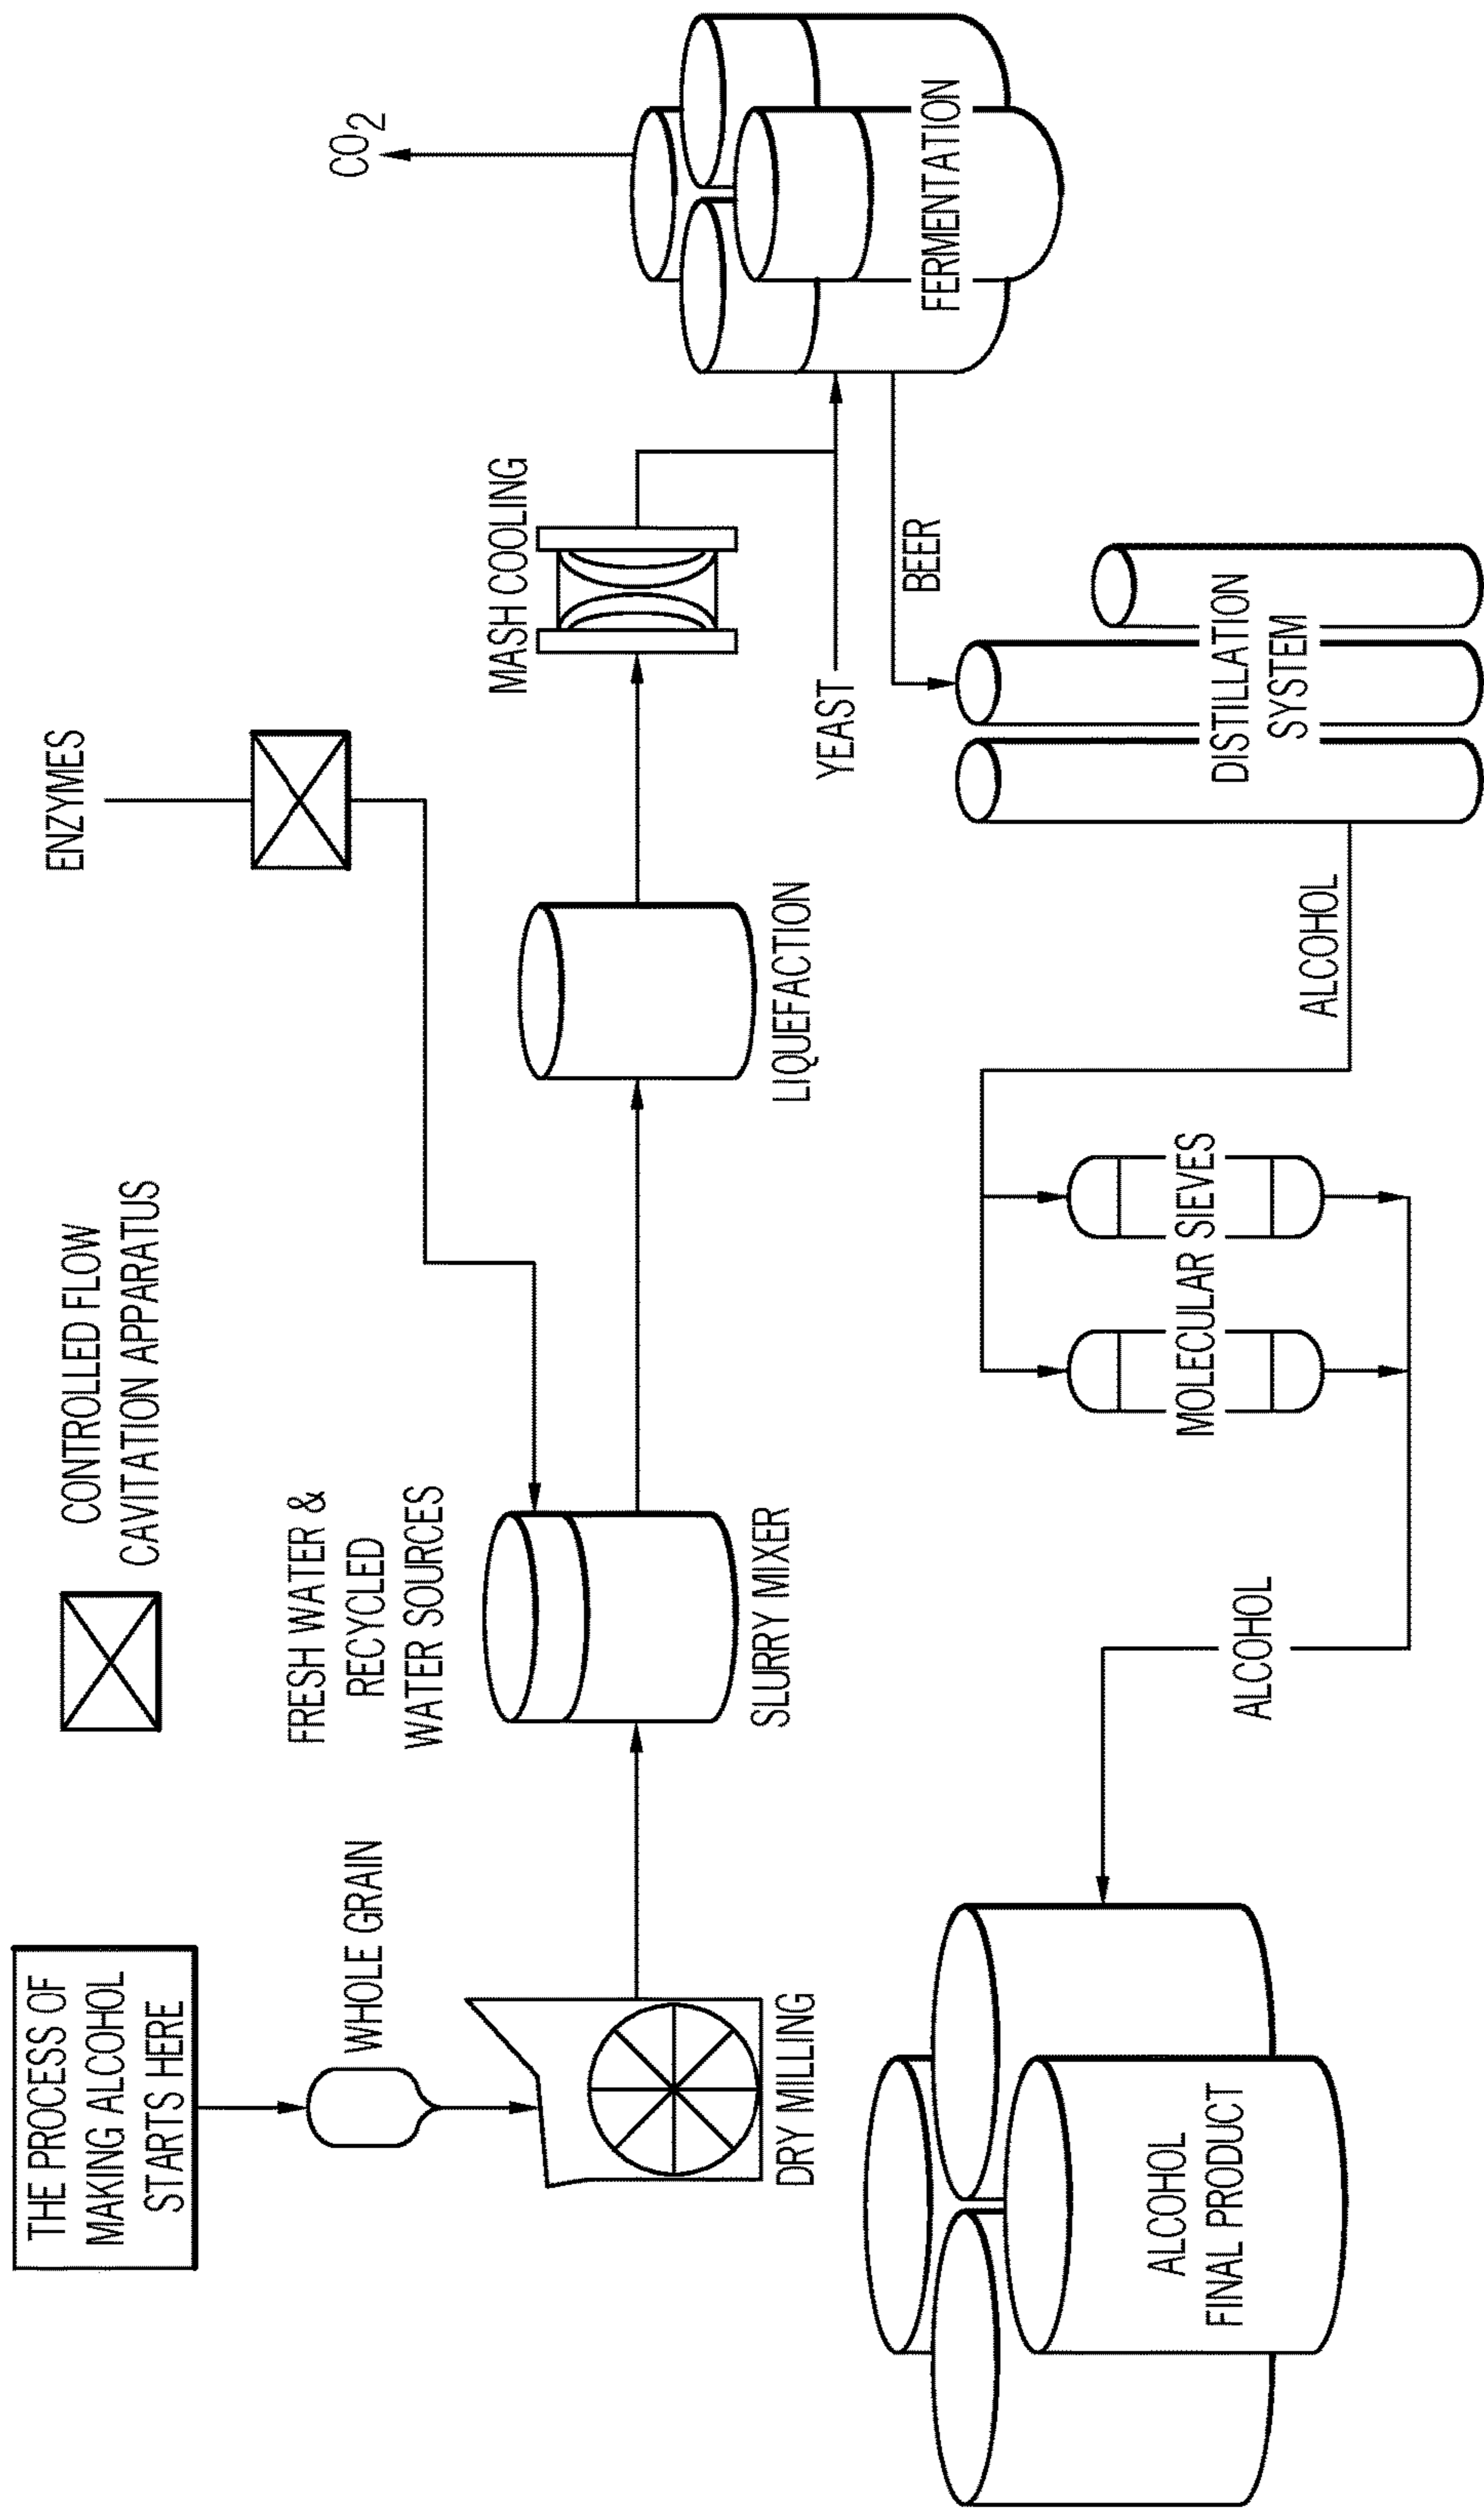 THE PROCESS OF
MAKING ALCOHOL
STARTS HERE
CONTROLLED FLOW
CAVITATION APPARATUS
ENZYMES
WHOLE GRAIN
FRESH WATER &
RECYCLED
WATER SOURCES
CO2
DRY MILLING
SLURRY MIXER
LIQUEFACTION
MASH COOLING
YEAST
FERMENTATION
BEER
DISTILLATION
SYSTEM
ALCOHOL
MOLECULAR SIEVES
ALCOHOL
ALCOHOL
FINAL PRODUCT